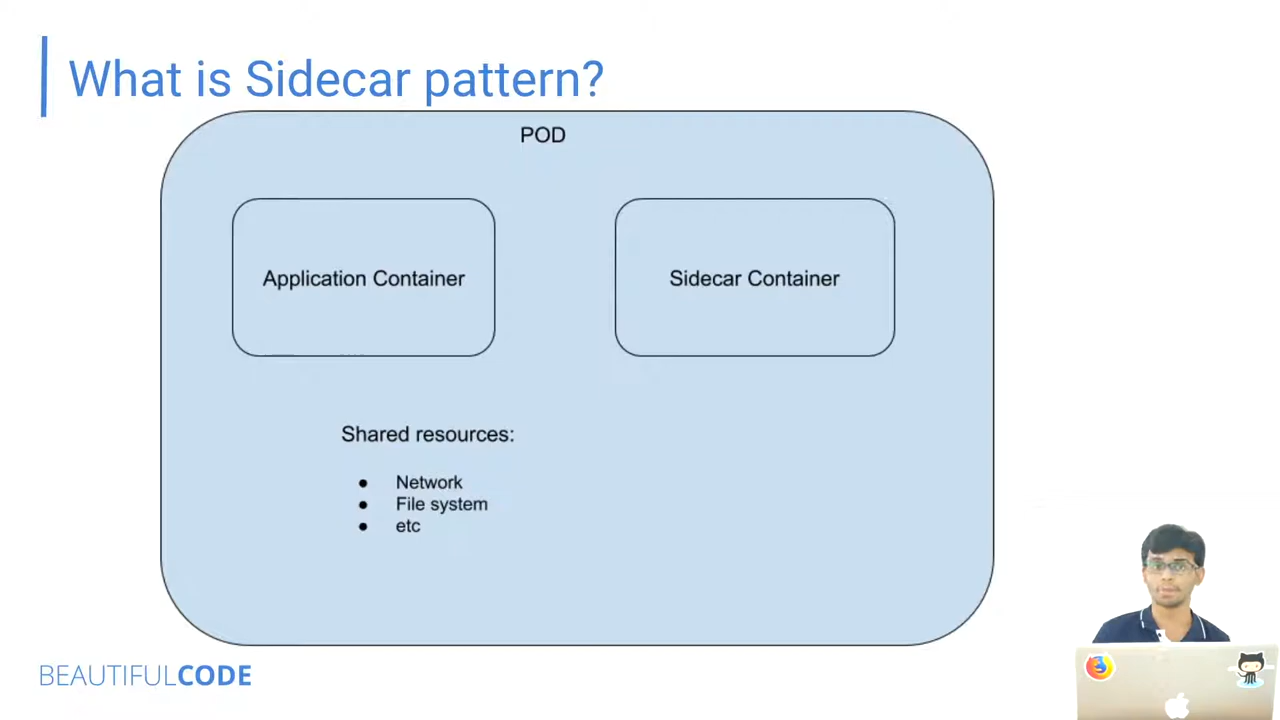 What is Sidecar pattern?
POD
Application Container
Sidecar Container
Shared resources:
● Network
● File system
● etc
BEAUTIFULCODE